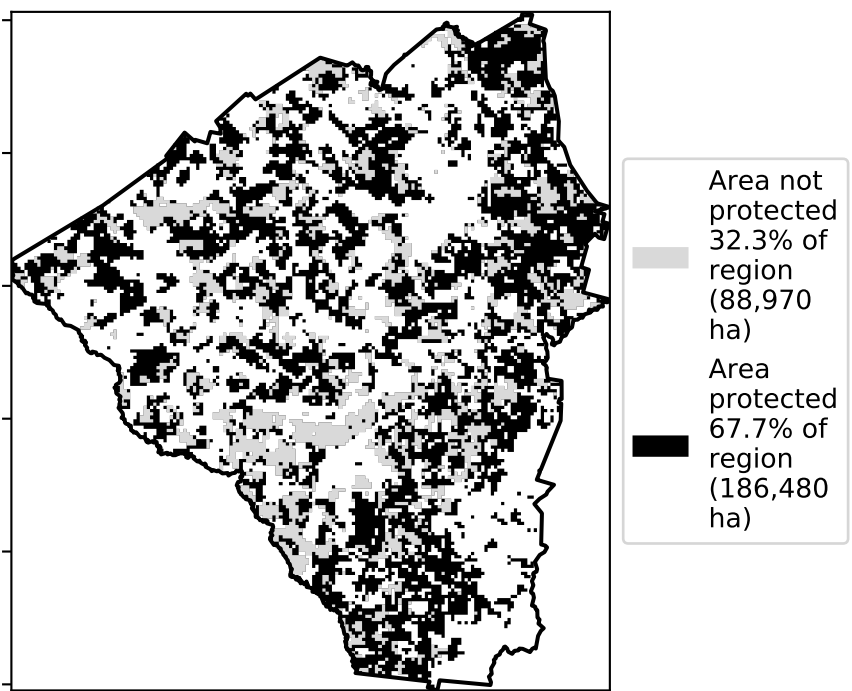 Area not
protected
32.3% of
region
(88,970
ha)
Area
protected
67.7% of
region
(186,480
ha)